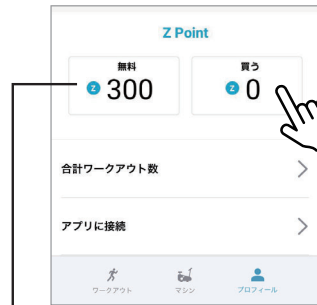 Z Point
無料 買う
Z 300 Z 0
合計ワークアウト数
アプリに接続
ワークアウト マシン プロフィール